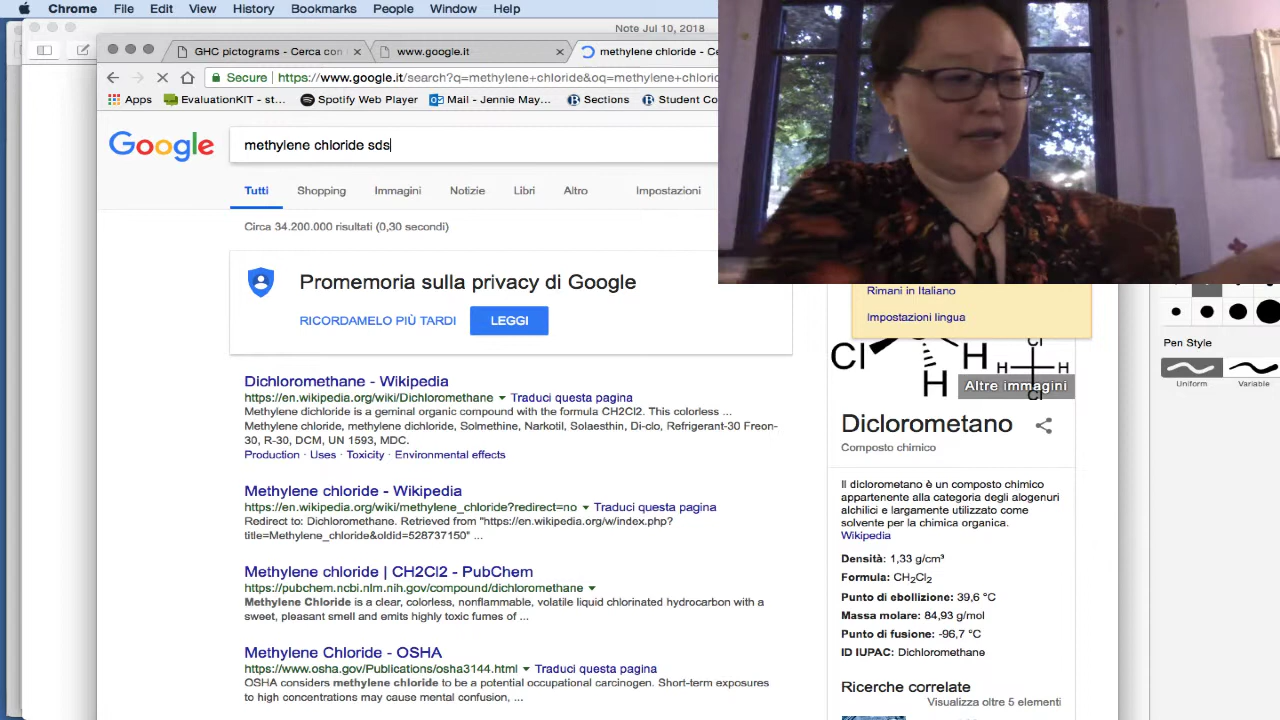 Chrome File Edit View History Bookmarks People Window Help
Note Jul 10, 2018
GHC pictograms - Cerca con
www.google.it
methylene chloride - Ce
Secure https://www.google.it/search?q=methylene+chloride&oq=methylene+chlori
Apps EvaluationKIT - st... Spotify Web Player Mail - Jennie May... Sections Student Co
Google
methylene chloride sds
Tutti Shopping Immagini Notizie Libri Altro Impostazioni
Circa 34.200.000 risultati (0,30 secondi)
Promemoria sulla privacy di Google
RICORDAMELO PIÙ TARDI LEGGI
Dichloromethane - Wikipedia
https://en.wikipedia.org/wiki/Dichloromethane Traduci questa pagina
Methylene dichloride is a geminal organic compound with the formula CH2Cl2. This colorless ...
Methylene chloride, methylene dichloride, Solmethine, Narkotil, Solaesthin, Di-clo, Refrigerant-30 Freon-
30, R-30, DCM, UN 1593, MDC.
Production · Uses · Toxicity · Environmental effects
Methylene chloride - Wikipedia
https://en.wikipedia.org/wiki/methylene_chloride?redirect=no Traduci questa pagina
Redirect to: Dichloromethane. Retrieved from "https://en.wikipedia.org/w/index.php?
title=Methylene_chloride&oldid=528737150" ...
Methylene chloride | CH2Cl2 - PubChem
https://pubchem.ncbi.nlm.nih.gov/compound/dichloromethane
Methylene Chloride is a clear, colorless, nonflammable, volatile liquid chlorinated hydrocarbon with a
sweet, pleasant smell and emits highly toxic fumes of ...
Methylene Chloride - OSHA
https://www.osha.gov/Publications/osha3144.html Traduci questa pagina
OSHA considers methylene chloride to be a potential occupational carcinogen. Short-term exposures
to high concentrations may cause mental confusion, ...
Rimani in Italiano
Impostazioni lingua
Cl H H
H H
Cl
Cl
Altre immagini
Diclorometano
Composto chimico
Il diclorometano è un composto chimico
appartenente alla categoria degli alogenuri
alchilici e largamente utilizzato come
solvente per la chimica organica.
Wikipedia
Densità: 1,33 g/cm³
Formula: CH₂Cl₂
Punto di ebollizione: 39,6 °C
Massa molare: 84,93 g/mol
Punto di fusione: -96,7 °C
ID IUPAC: Dichloromethane
Ricerche correlate
Visualizza oltre 5 elementi
Pen Style
Uniform Variable